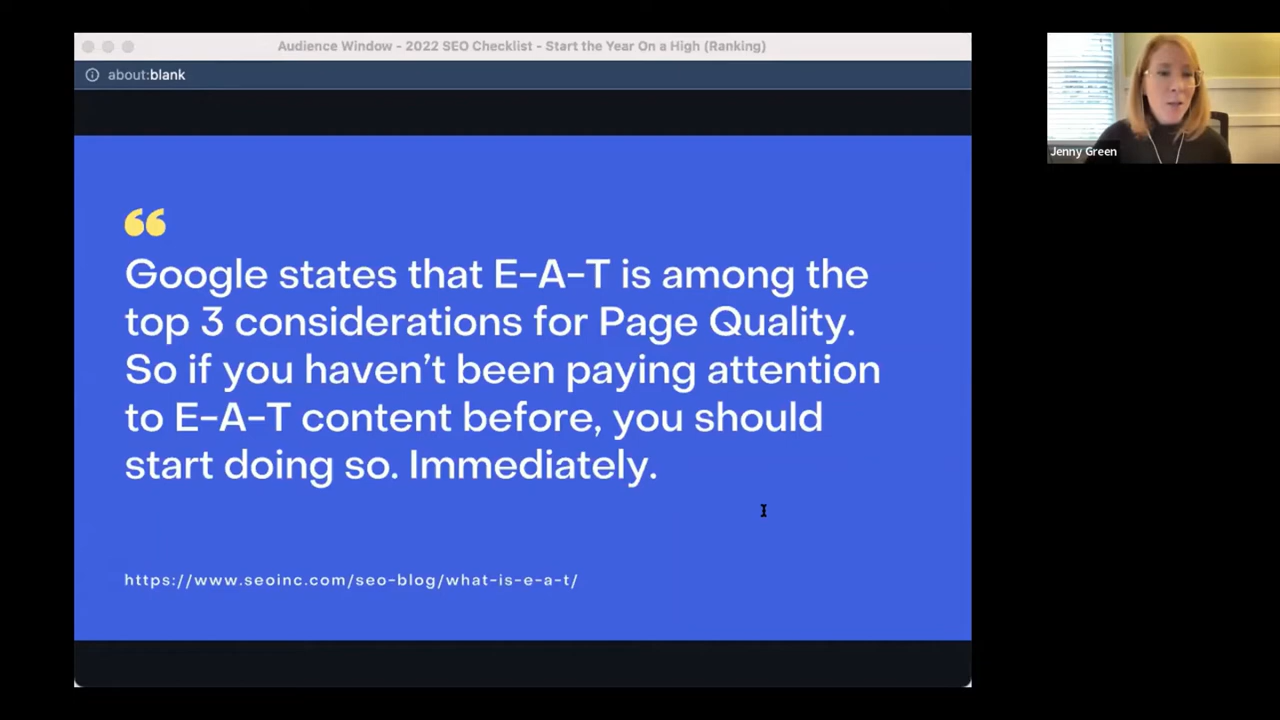 Audience Window - 2022 SEO Checklist - Start the Year On a High (Ranking)
about:blank
Jenny Green
“
Google states that E-A-T is among the
top 3 considerations for Page Quality.
So if you haven’t been paying attention
to E-A-T content before, you should
start doing so. Immediately.
https://www.seoinc.com/seo-blog/what-is-e-a-t/